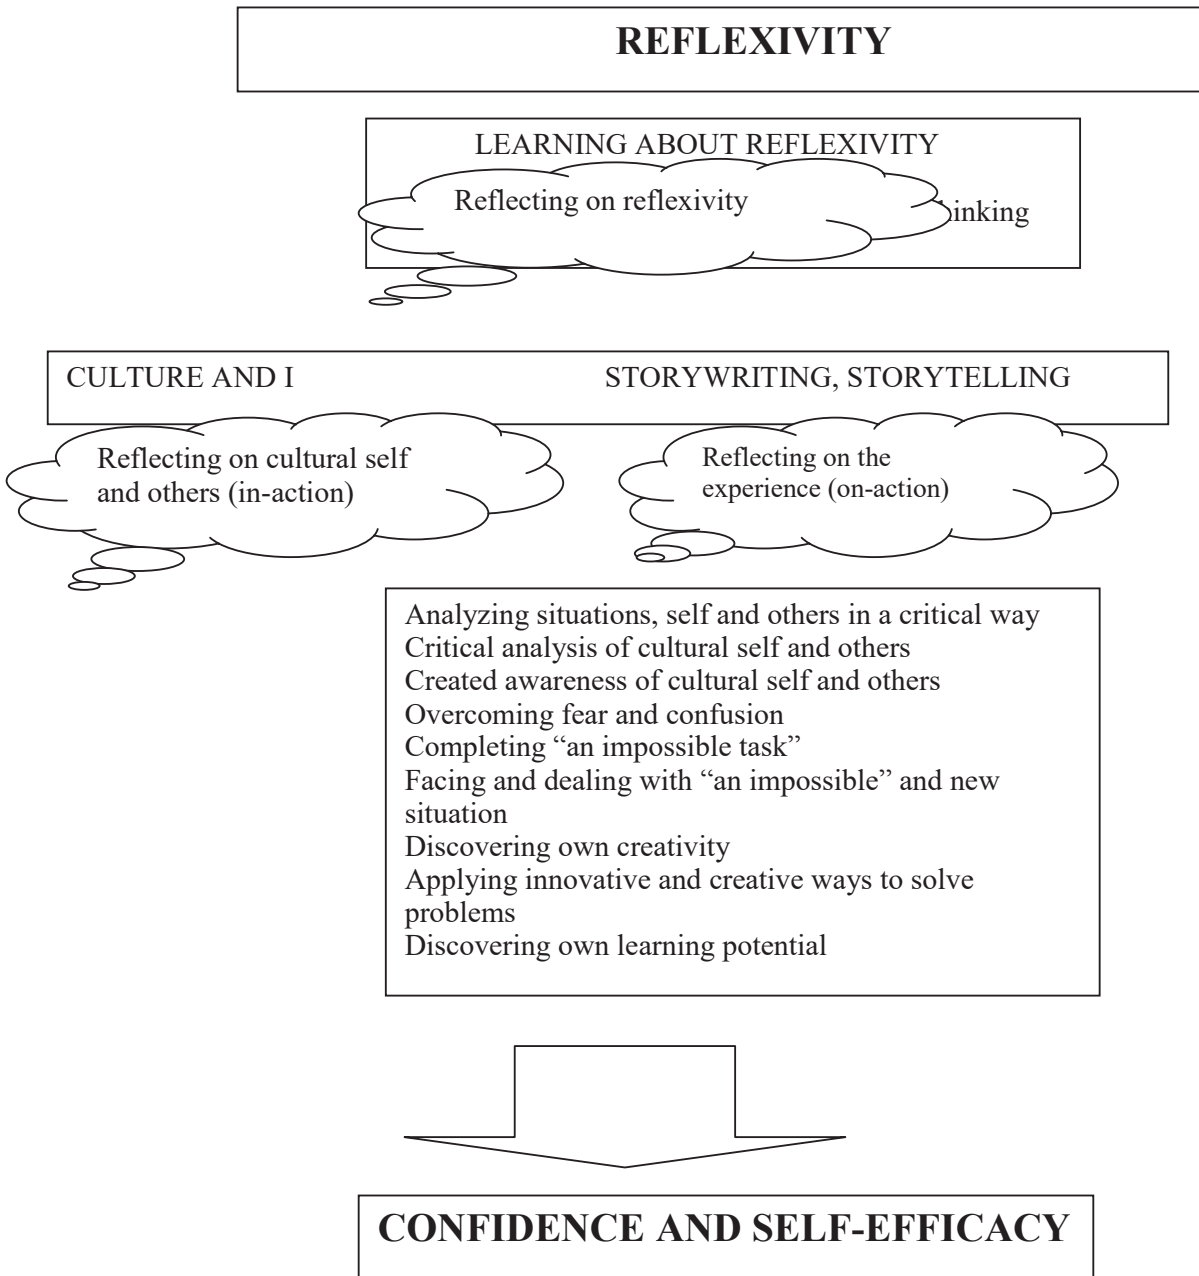 REFLEXIVITY
LEARNING ABOUT REFLEXIVITY
Reflecting on reflexivity
CULTURE AND I
STORYWRITING, STORYTELLING
Reflecting on cultural self
and others (in-action)
Reflecting on the
experience (on-action)
Analyzing situations, self and others in a critical way
Critical analysis of cultural self and others
Created awareness of cultural self and others
Overcoming fear and confusion
Completing “an impossible task”
Facing and dealing with “an impossible” and new
situation
Discovering own creativity
Applying innovative and creative ways to solve
problems
Discovering own learning potential
CONFIDENCE AND SELF-EFFICACY